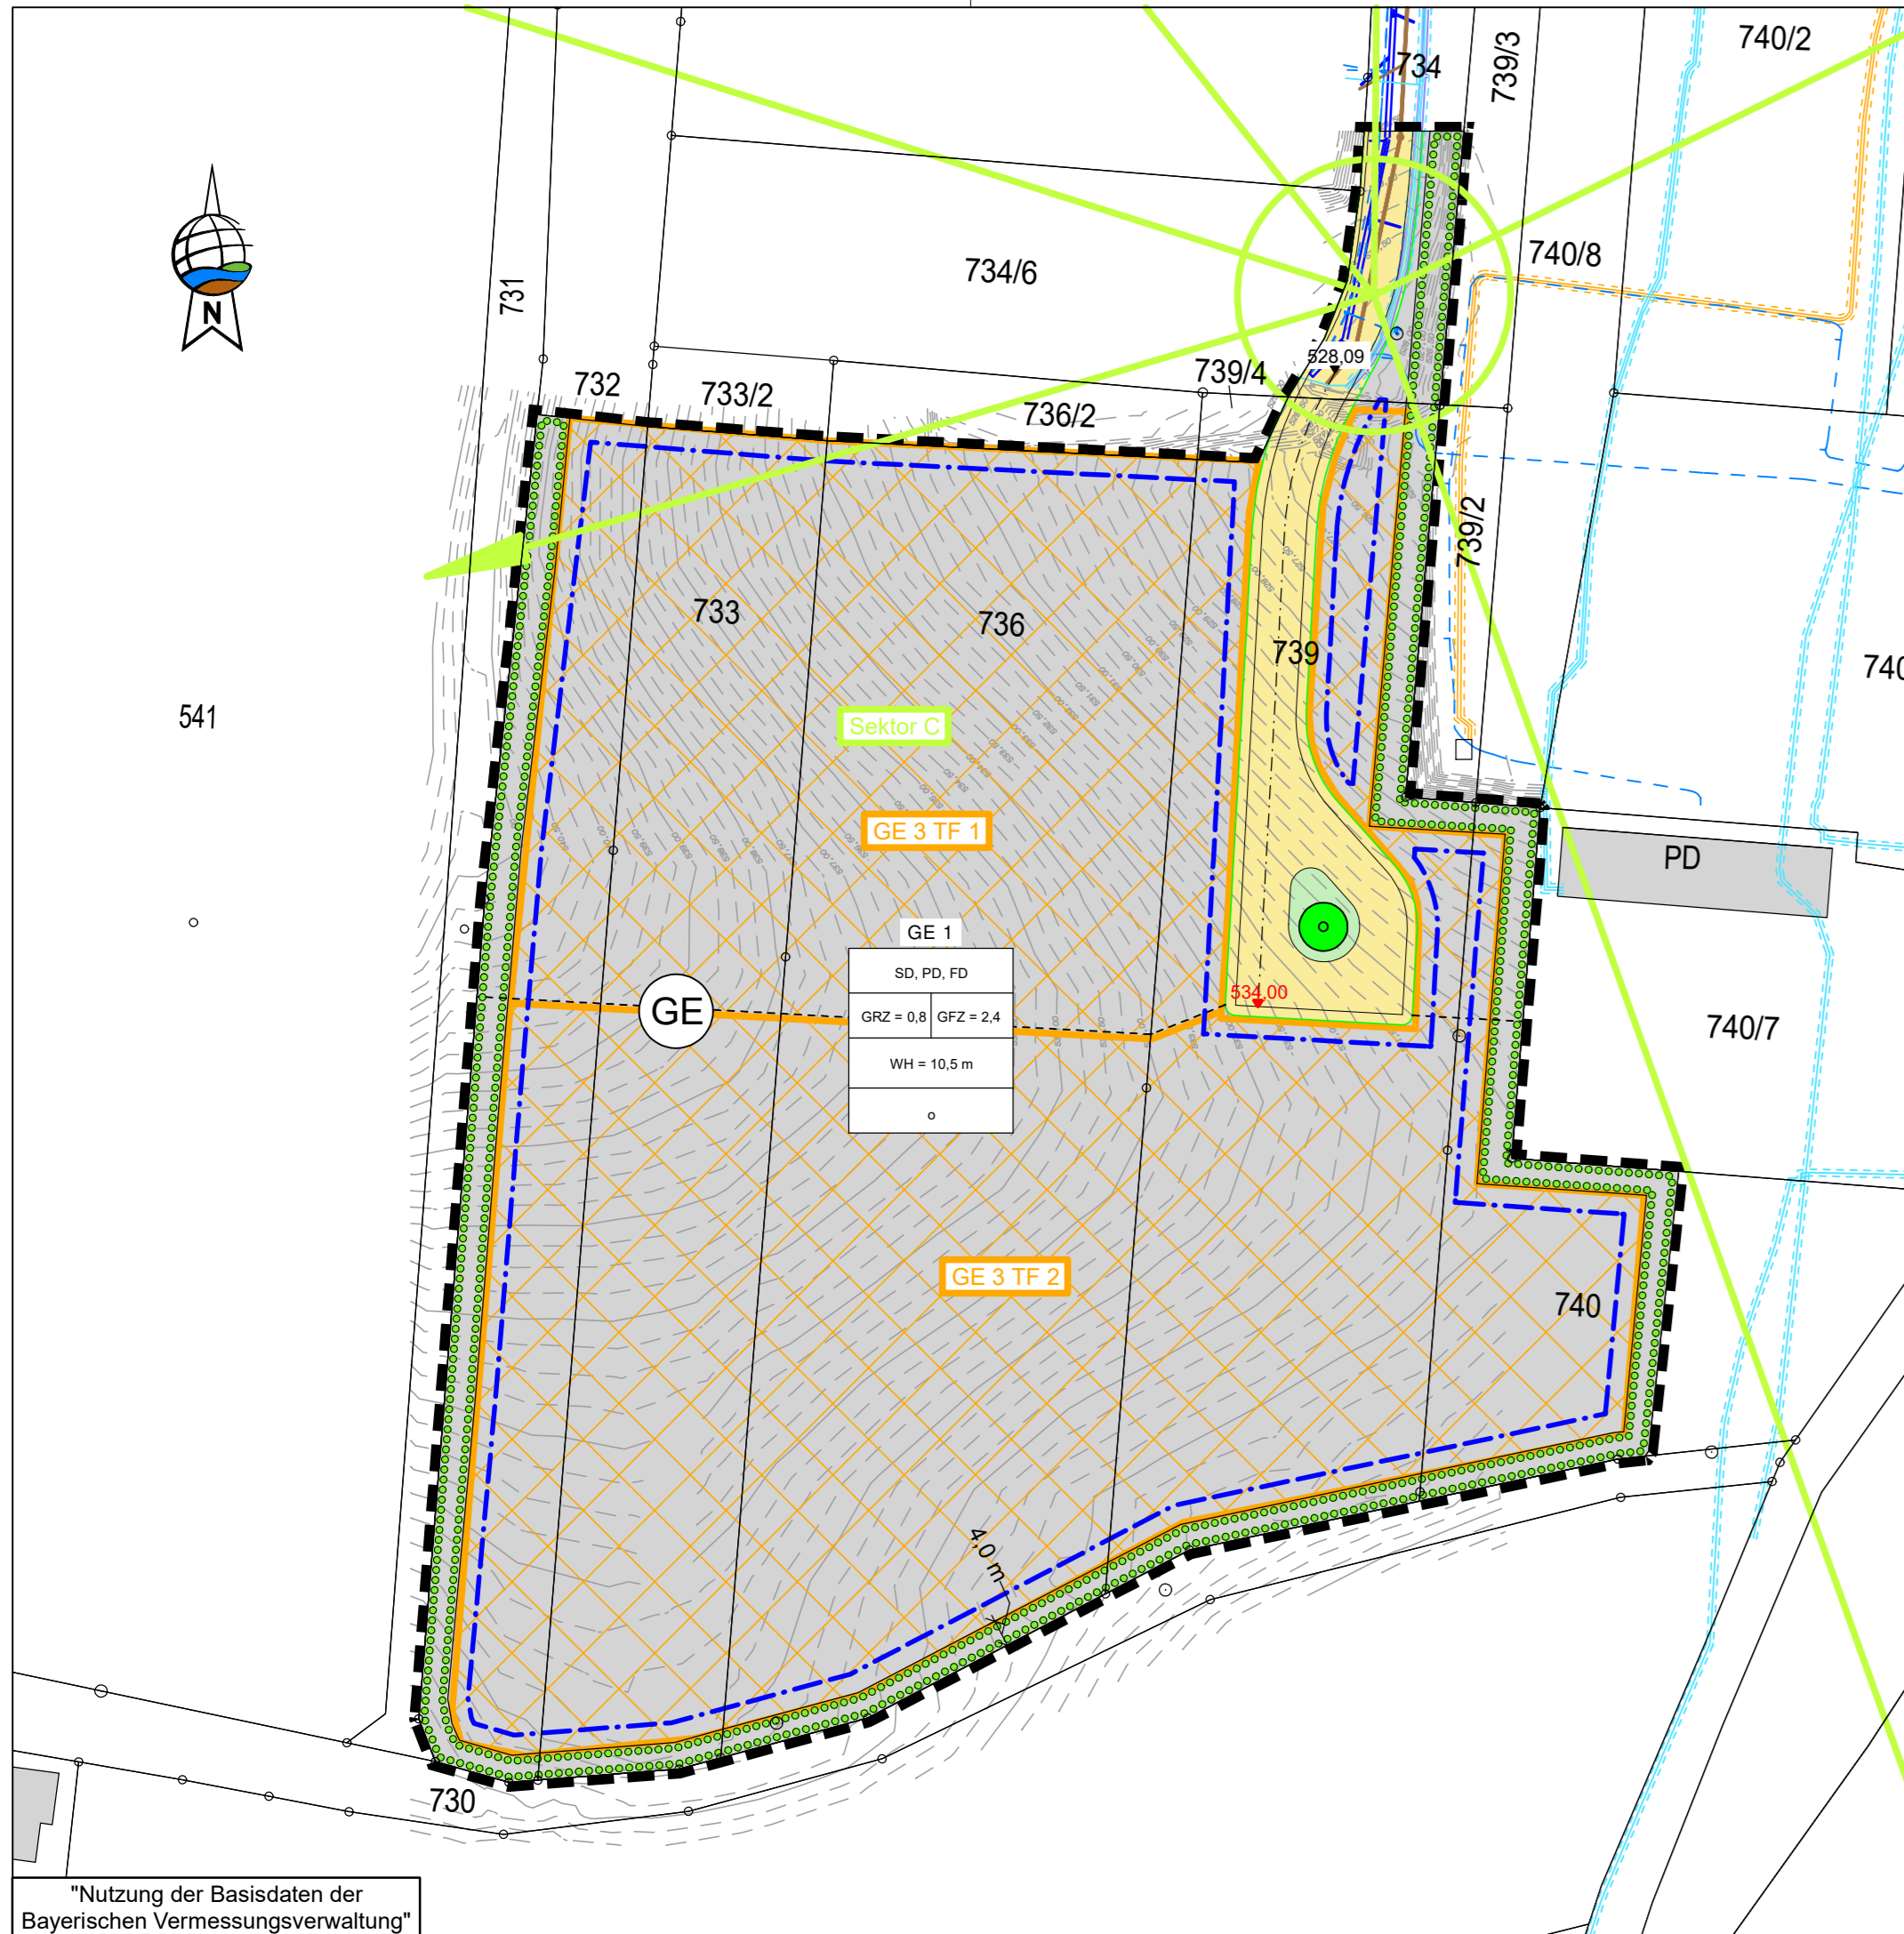 740/2
739/3
734
740/8
734/6
731
N
528,09
739/4
732
733/2
736/2
739/2
733
736
739
740
541
Sektor C
GE 3 TF 1
PD
GE 1
SD, PD, FD
GE
GRZ = 0,8
GFZ = 2,4
WH = 10,5 m
o
534,00
740/7
GE 3 TF 2
740
4,0 m
730
"Nutzung der Basisdaten der
Bayerischen Vermessungsverwaltung"